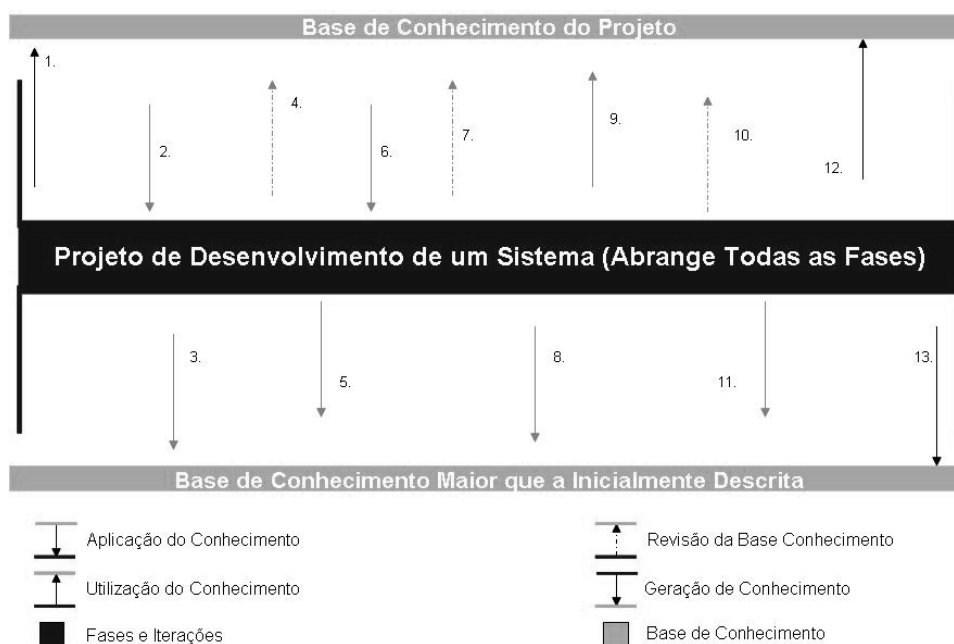 Base de Conhecimento do Projeto
1.
2.
4.
6.
7.
9.
10.
12.
Projeto de Desenvolvimento de um Sistema (Abrange Todas as Fases)
3.
5.
8.
11.
13.
Base de Conhecimento Maior que a Inicialmente Descrita
Aplicação do Conhecimento
Revisão da Base Conhecimento
Utilização do Conhecimento
Geração de Conhecimento
Fases e Iterações
Base de Conhecimento